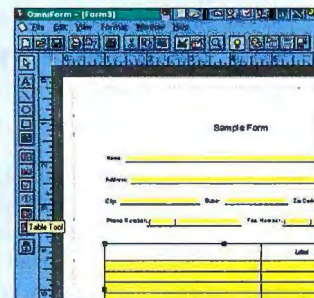 OmniForm - [Form3]
File Edit View Format Window Help
Sample Form
Name
Address
City State Zip Code
Phone Number ( ) Fax Number ( )
Table Tool
Label